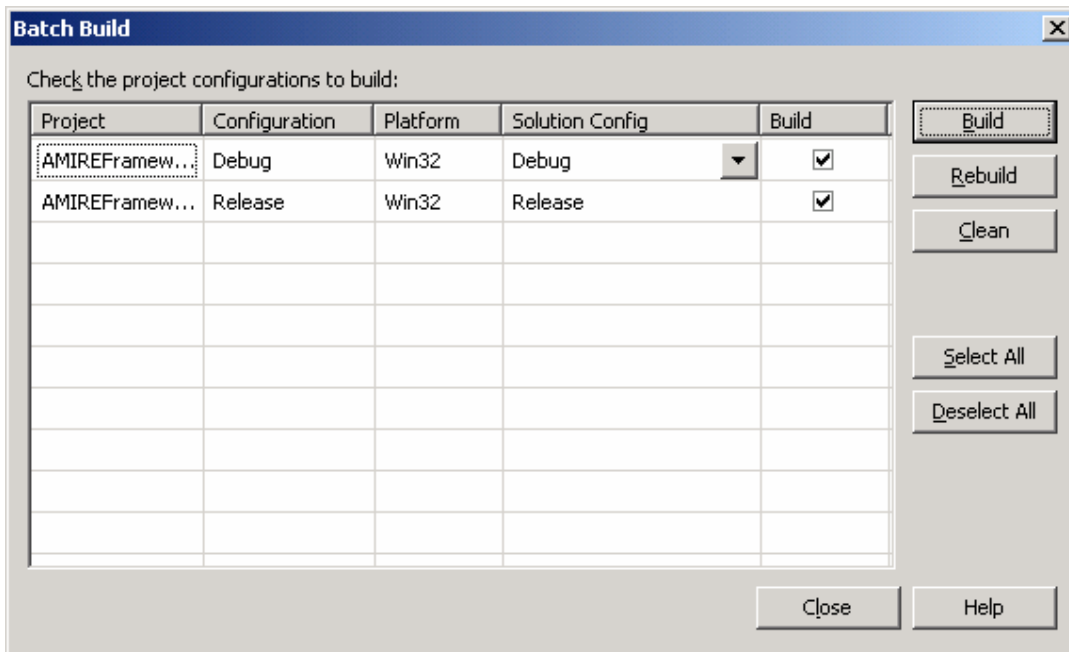 Batch Build
Check the project configurations to build:
Project Configuration Platform Solution Config Build
AMIREFramew... Debug Win32 Debug
AMIREFramew... Release Win32 Release
Build
Rebuild
Clean
Select All
Deselect All
Close Help